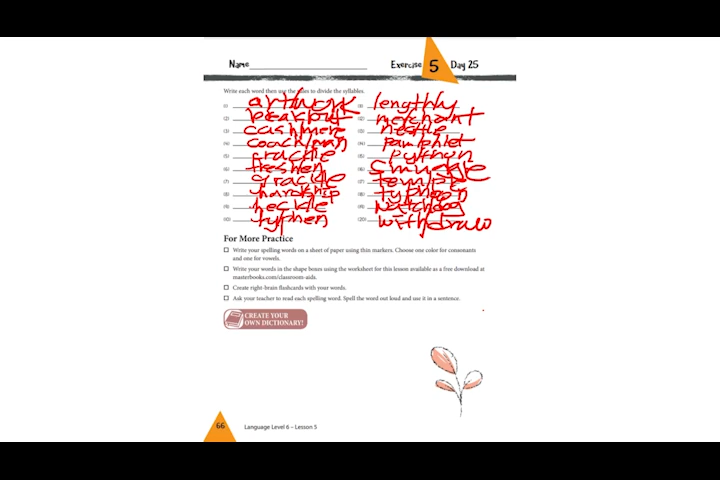 Name
Exercise 5 Day 25
Write each word then use the rules to divide the syllables.
(1) artwork
(2)
(3) cashmere
(4) coachman
(5) crackle
(6) freshen
(7) grackle
(8) hardship
(9) heckle
(10) hyphen
(11) lengthly
(12) merchant
(13) nestle
(14) pamphlet
(15) python
(16)
(17) temple
(18) typhoon
(19) watchdog
(20) withdraw
For More Practice
Write your spelling words on a sheet of paper using thin markers. Choose one color for consonants
and one for vowels.
Write your words in the shape boxes using the worksheet for this lesson available as a free download at
masterbooks.com/classroom-aids.
Create right-brain flashcards with your words.
Ask your teacher to read each spelling word. Spell the word out loud and use it in a sentence.
CREATE YOUR
OWN DICTIONARY!
66 Language Level 6 – Lesson 5